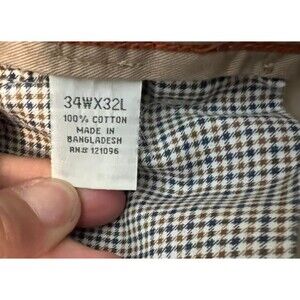 34WX32L
100% COTTON
MADE IN
BANGLADESH
RN# 121096